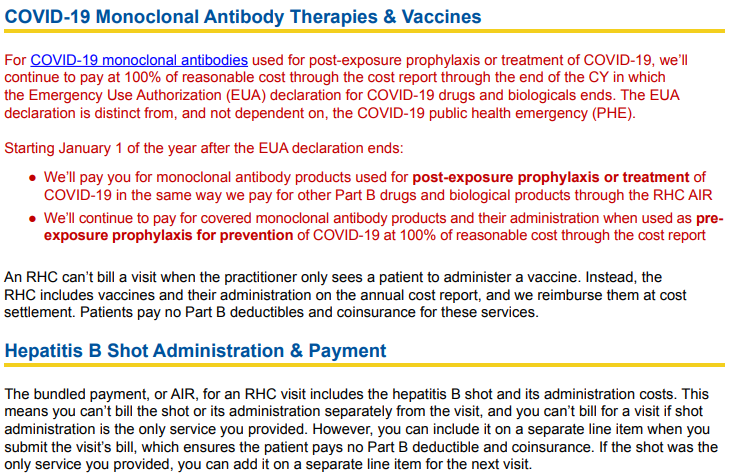 COVID-19 Monoclonal Antibody Therapies & Vaccines
For COVID-19 monoclonal antibodies used for post-exposure prophylaxis or treatment of COVID-19, we'll
continue to pay at 100% of reasonable cost through the cost report through the end of the CY in which
the Emergency Use Authorization (EUA) declaration for COVID-19 drugs and biologicals ends. The EUA
declaration is distinct from, and not dependent on, the COVID-19 public health emergency (PHE).
Starting January 1 of the year after the EUA declaration ends:
● We'll pay you for monoclonal antibody products used for post-exposure prophylaxis or treatment of
COVID-19 in the same way we pay for other Part B drugs and biological products through the RHC AIR
● We'll continue to pay for covered monoclonal antibody products and their administration when used as pre-
exposure prophylaxis for prevention of COVID-19 at 100% of reasonable cost through the cost report
An RHC can't bill a visit when the practitioner only sees a patient to administer a vaccine. Instead, the
RHC includes vaccines and their administration on the annual cost report, and we reimburse them at cost
settlement. Patients pay no Part B deductibles and coinsurance for these services.
Hepatitis B Shot Administration & Payment
The bundled payment, or AIR, for an RHC visit includes the hepatitis B shot and its administration costs. This
means you can't bill the shot or its administration separately from the visit, and you can't bill for a visit if shot
administration is the only service you provided. However, you can include it on a separate line item when you
submit the visit's bill, which ensures the patient pays no Part B deductible and coinsurance. If the shot was the
only service you provided, you can add it on a separate line item for the next visit.